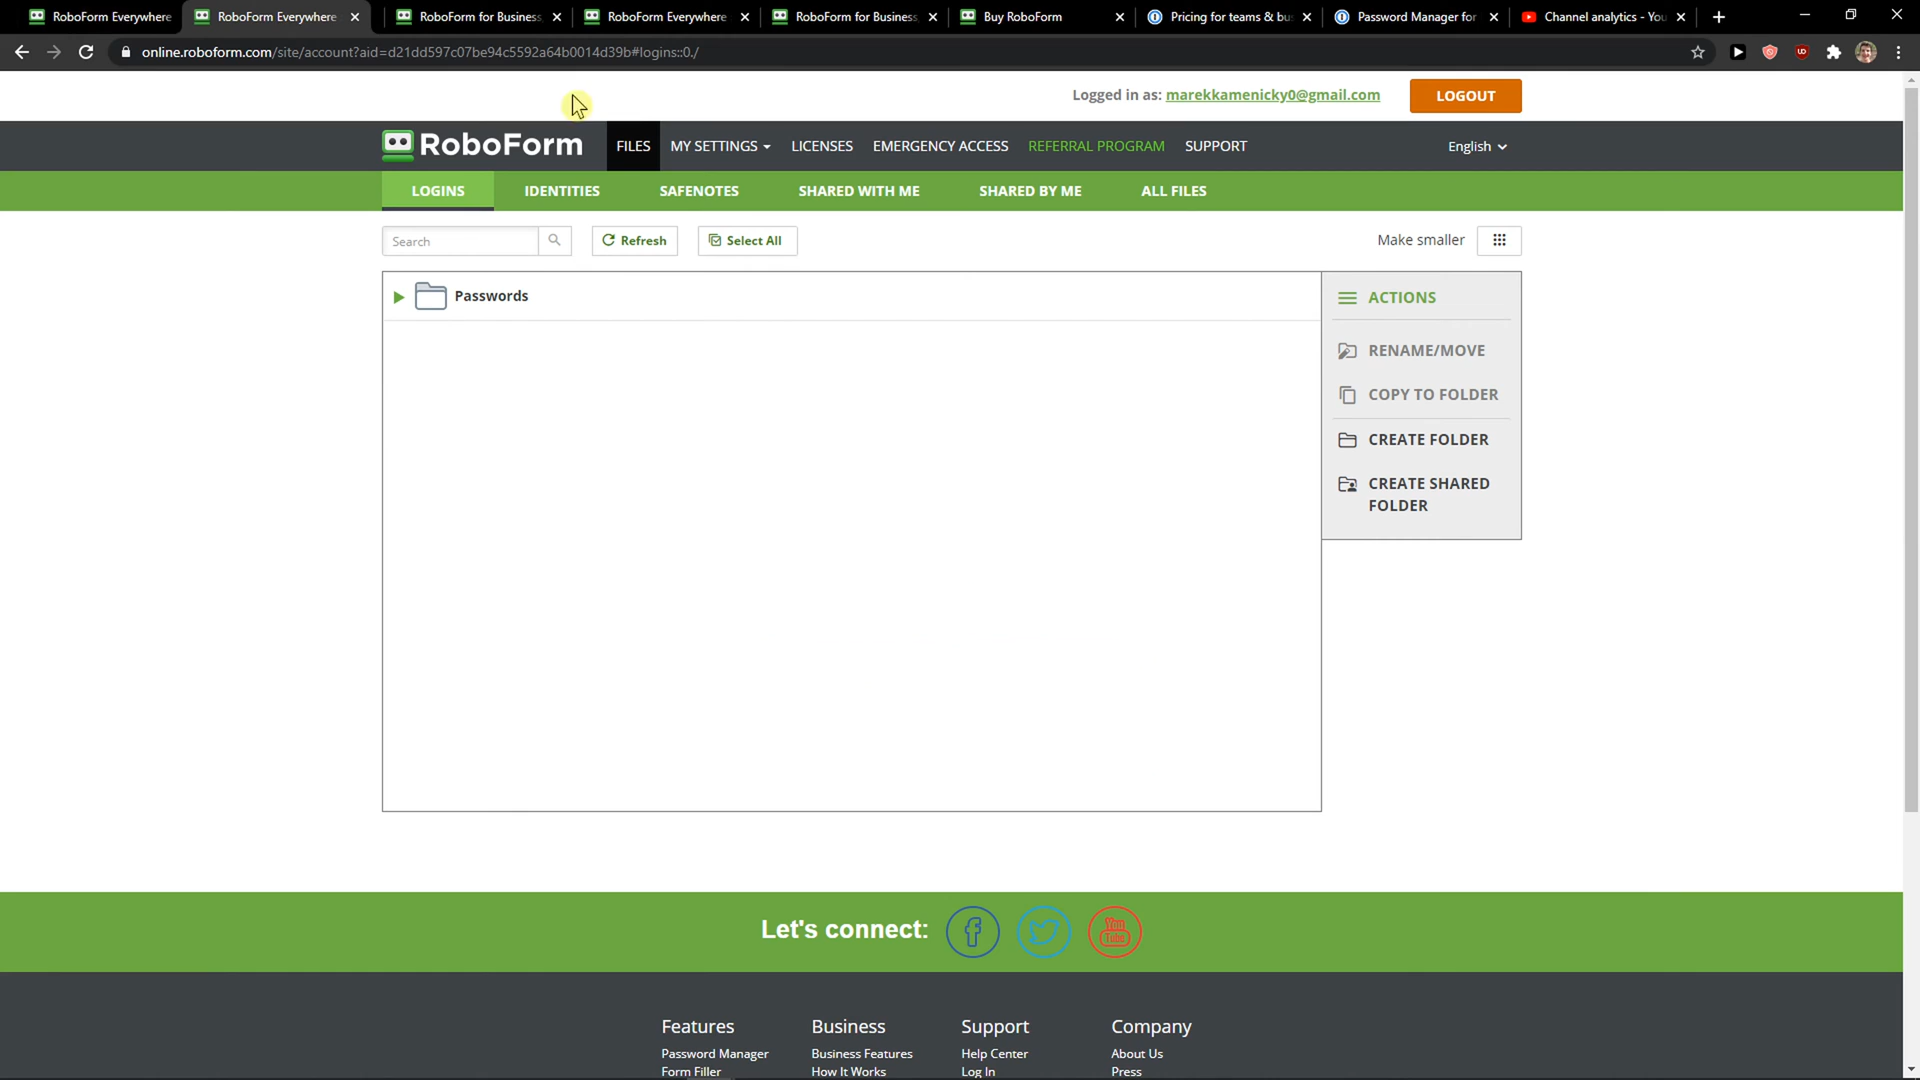 RoboForm Everywhere
RoboForm Everywhere
RoboForm for Business,
RoboForm Everywhere
RoboForm for Business,
Buy RoboForm
Pricing for teams & bu
Password Manager for
Channel analytics - You
online.roboform.com/site/account?aid=d21dd597c07be94c5592a64b0014d39b#logins::0./
Logged in as: marekkamenicky0@gmail.com
LOGOUT
RoboForm
FILES
MY SETTINGS
LICENSES
EMERGENCY ACCESS
REFERRAL PROGRAM
SUPPORT
English
LOGINS
IDENTITIES
SAFENOTES
SHARED WITH ME
SHARED BY ME
ALL FILES
Search
Refresh
Select All
Make smaller
Passwords
ACTIONS
RENAME/MOVE
COPY TO FOLDER
CREATE FOLDER
CREATE SHARED
FOLDER
Let's connect:
You
Tube
Features
Business
Support
Company
Password Manager
Business Features
Help Center
About Us
Form Filler
How It Works
Log In
Press